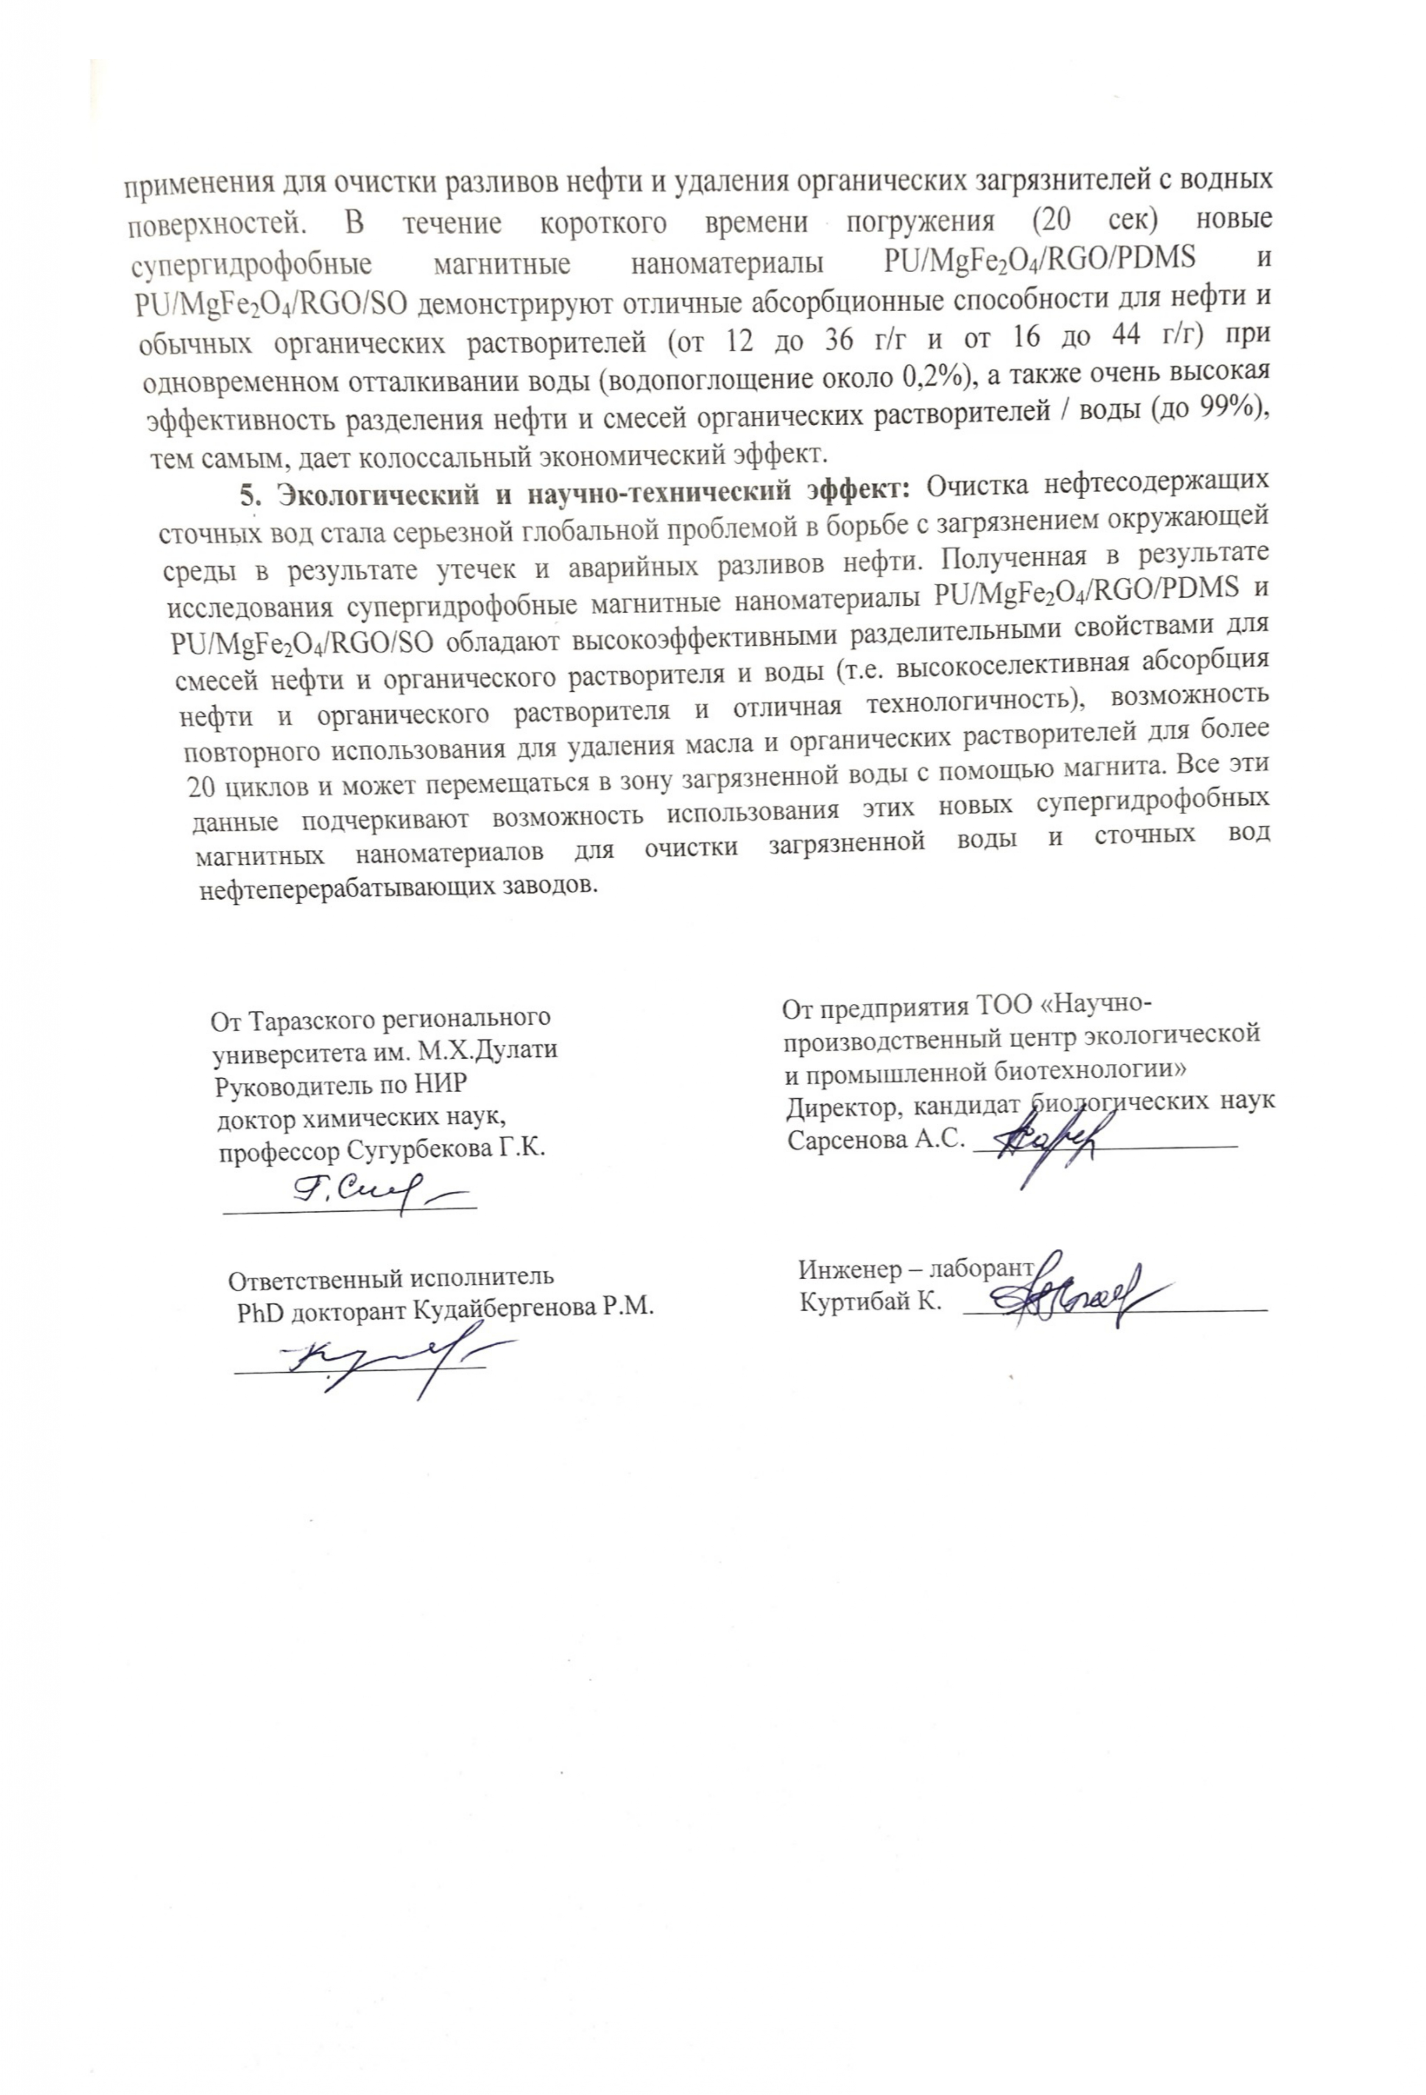 применения для очистки разливов нефти и удаления органических загрязнителей с водных
поверхностей. В течение короткого времени погружения (20 сек) новые
супергидрофобные магнитные наноматериалы PU/MgFe₂O₄/RGO/PDMS и
PU/MgFe₂O₄/RGO/SO демонстрируют отличные абсорбционные способности для нефти и
обычных органических растворителей (от 12 до 36 г/г и от 16 до 44 г/г) при
одновременном отталкивании воды (водопоглощение около 0,2%), а также очень высокая
эффективность разделения нефти и смесей органических растворителей / воды (до 99%),
тем самым, дает колоссальный экономический эффект.
5. Экологический и научно-технический эффект: Очистка нефтесодержащих
сточных вод стала серьезной глобальной проблемой в борьбе с загрязнением окружающей
среды в результате утечек и аварийных разливов нефти. Полученная в результате
исследования супергидрофобные магнитные наноматериалы PU/MgFe₂O₄/RGO/PDMS и
PU/MgFe₂O₄/RGO/SO обладают высокоэффективными разделительными свойствами для
смесей нефти и органического растворителя и воды (т.е. высокоселективная абсорбция
нефти и органического растворителя и отличная технологичность), возможность
повторного использования для удаления масла и органических растворителей для более
20 циклов и может перемещаться в зону загрязненной воды с помощью магнита. Все эти
данные подчеркивают возможность использования этих новых супергидрофобных
магнитных наноматериалов для очистки загрязненной воды и сточных вод
нефтеперерабатывающих заводов.
От Таразского регионального
университета им. М.Х.Дулати
Руководитель по НИР
доктор химических наук,
профессор Сугурбекова Г.К.
От предприятия ТОО «Научно-
производственный центр экологической
и промышленной биотехнологии»
Директор, кандидат биологических наук
Сарсенова А.С.
Ответственный исполнитель
PhD докторант Кудайбергенова Р.М.
Инженер – лаборант
Куртибай К.